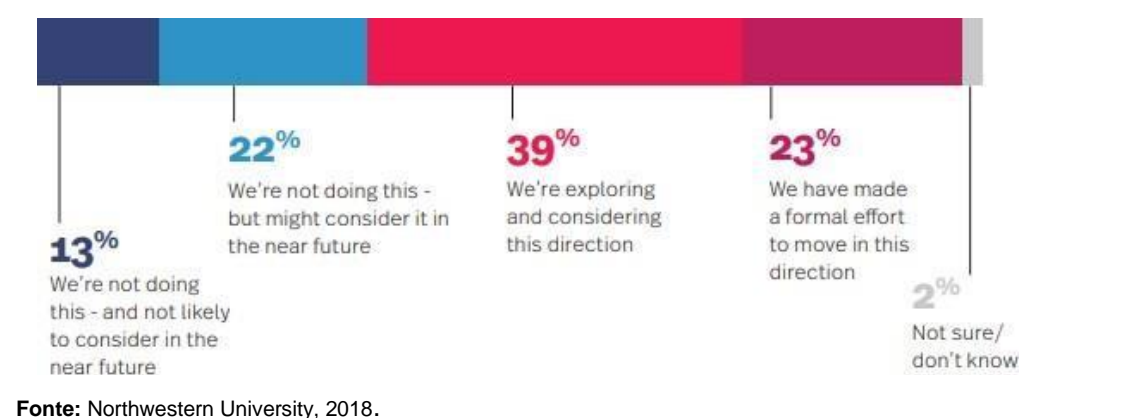 13%
We're not doing
this - and not likely
to consider in the
near future
22%
We're not doing this -
but might consider it in
the near future
39%
We're exploring
and considering
this direction
23%
We have made
a formal effort
to move in this
direction
2%
Not sure/
don't know
Fonte: Northwestern University, 2018.